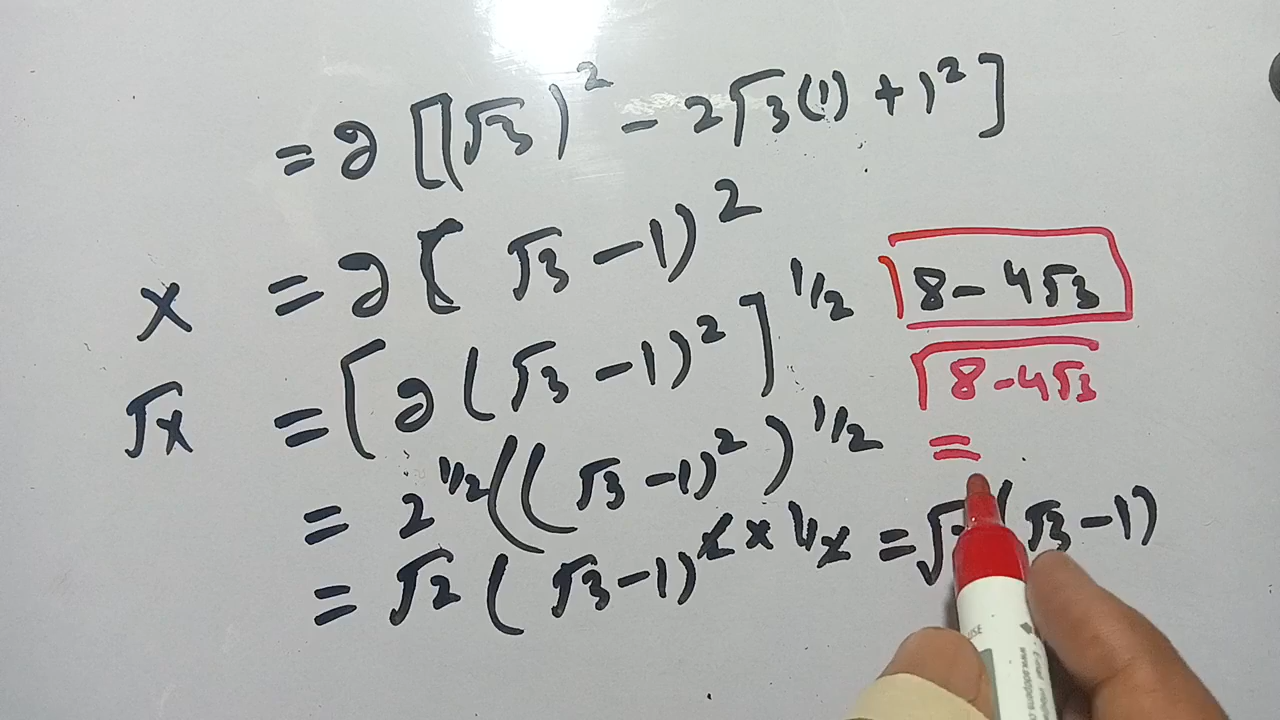 = 2 [(√3)² - 2√3(1) + 1²]
x = 2 ( √3 - 1)²
√x = [2 ( √3 - 1)²]^1/2
= 2^1/2 (( √3 - 1)²)^1/2
= √2 ( √3 - 1)^2 x 1/2 = √ ( √3 - 1)
8 - 4√3
√8 - 4√3
=